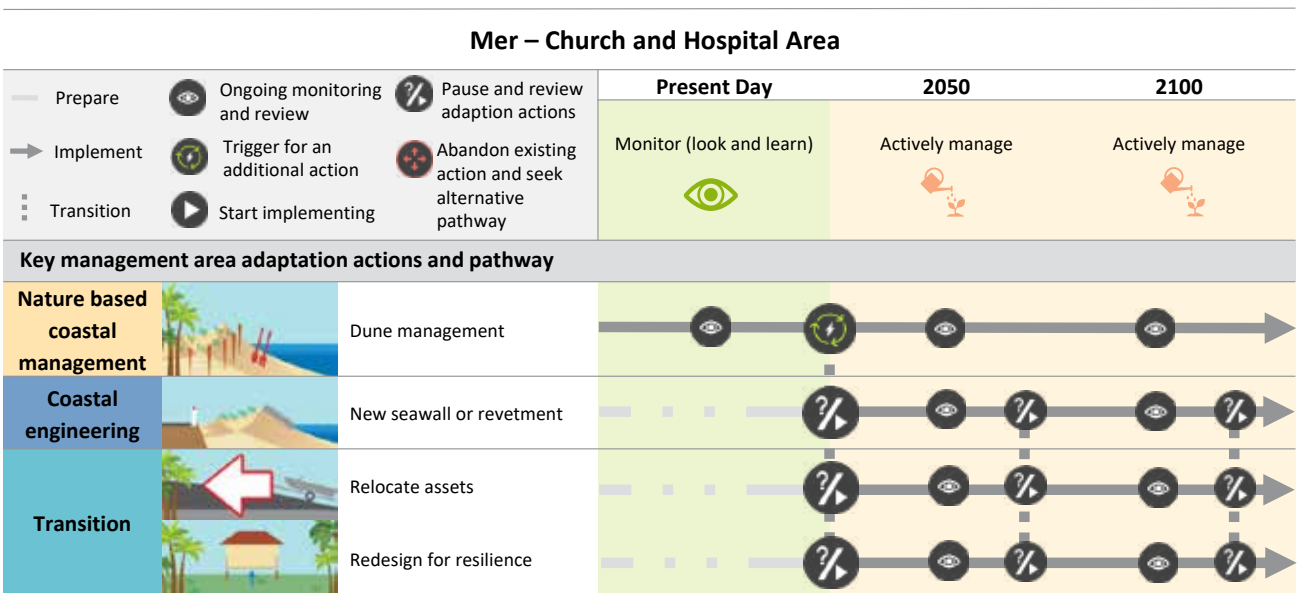 Mer – Church and Hospital Area
Prepare
Implement
Transition
Ongoing monitoring
and review
Trigger for an
additional action
Start implementing
Pause and review
adaption actions
Abandon existing
action and seek
alternative
pathway
Present Day
2050
2100
Monitor (look and learn)
Actively manage
Actively manage
Key management area adaptation actions and pathway
Nature based
coastal
management
Dune management
Coastal
engineering
New seawall or revetment
Transition
Relocate assets
Redesign for resilience